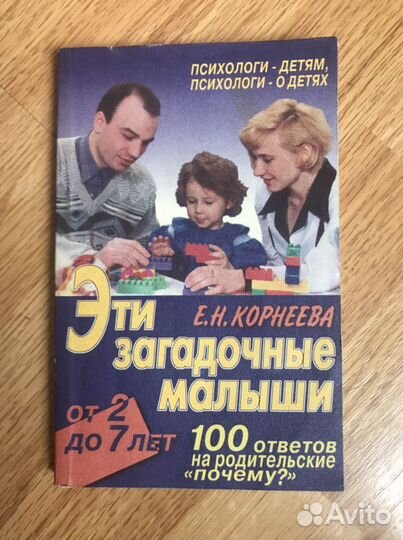 ПСИХОЛОГИ - ДЕТЯМ,
ПСИХОЛОГИ - О ДЕТЯХ
Е.Н. КОРНЕЕВА
Эти
загадочные
малыши
от 2
до 7 лет
100 ответов
на родительские
«почему?»
Avito